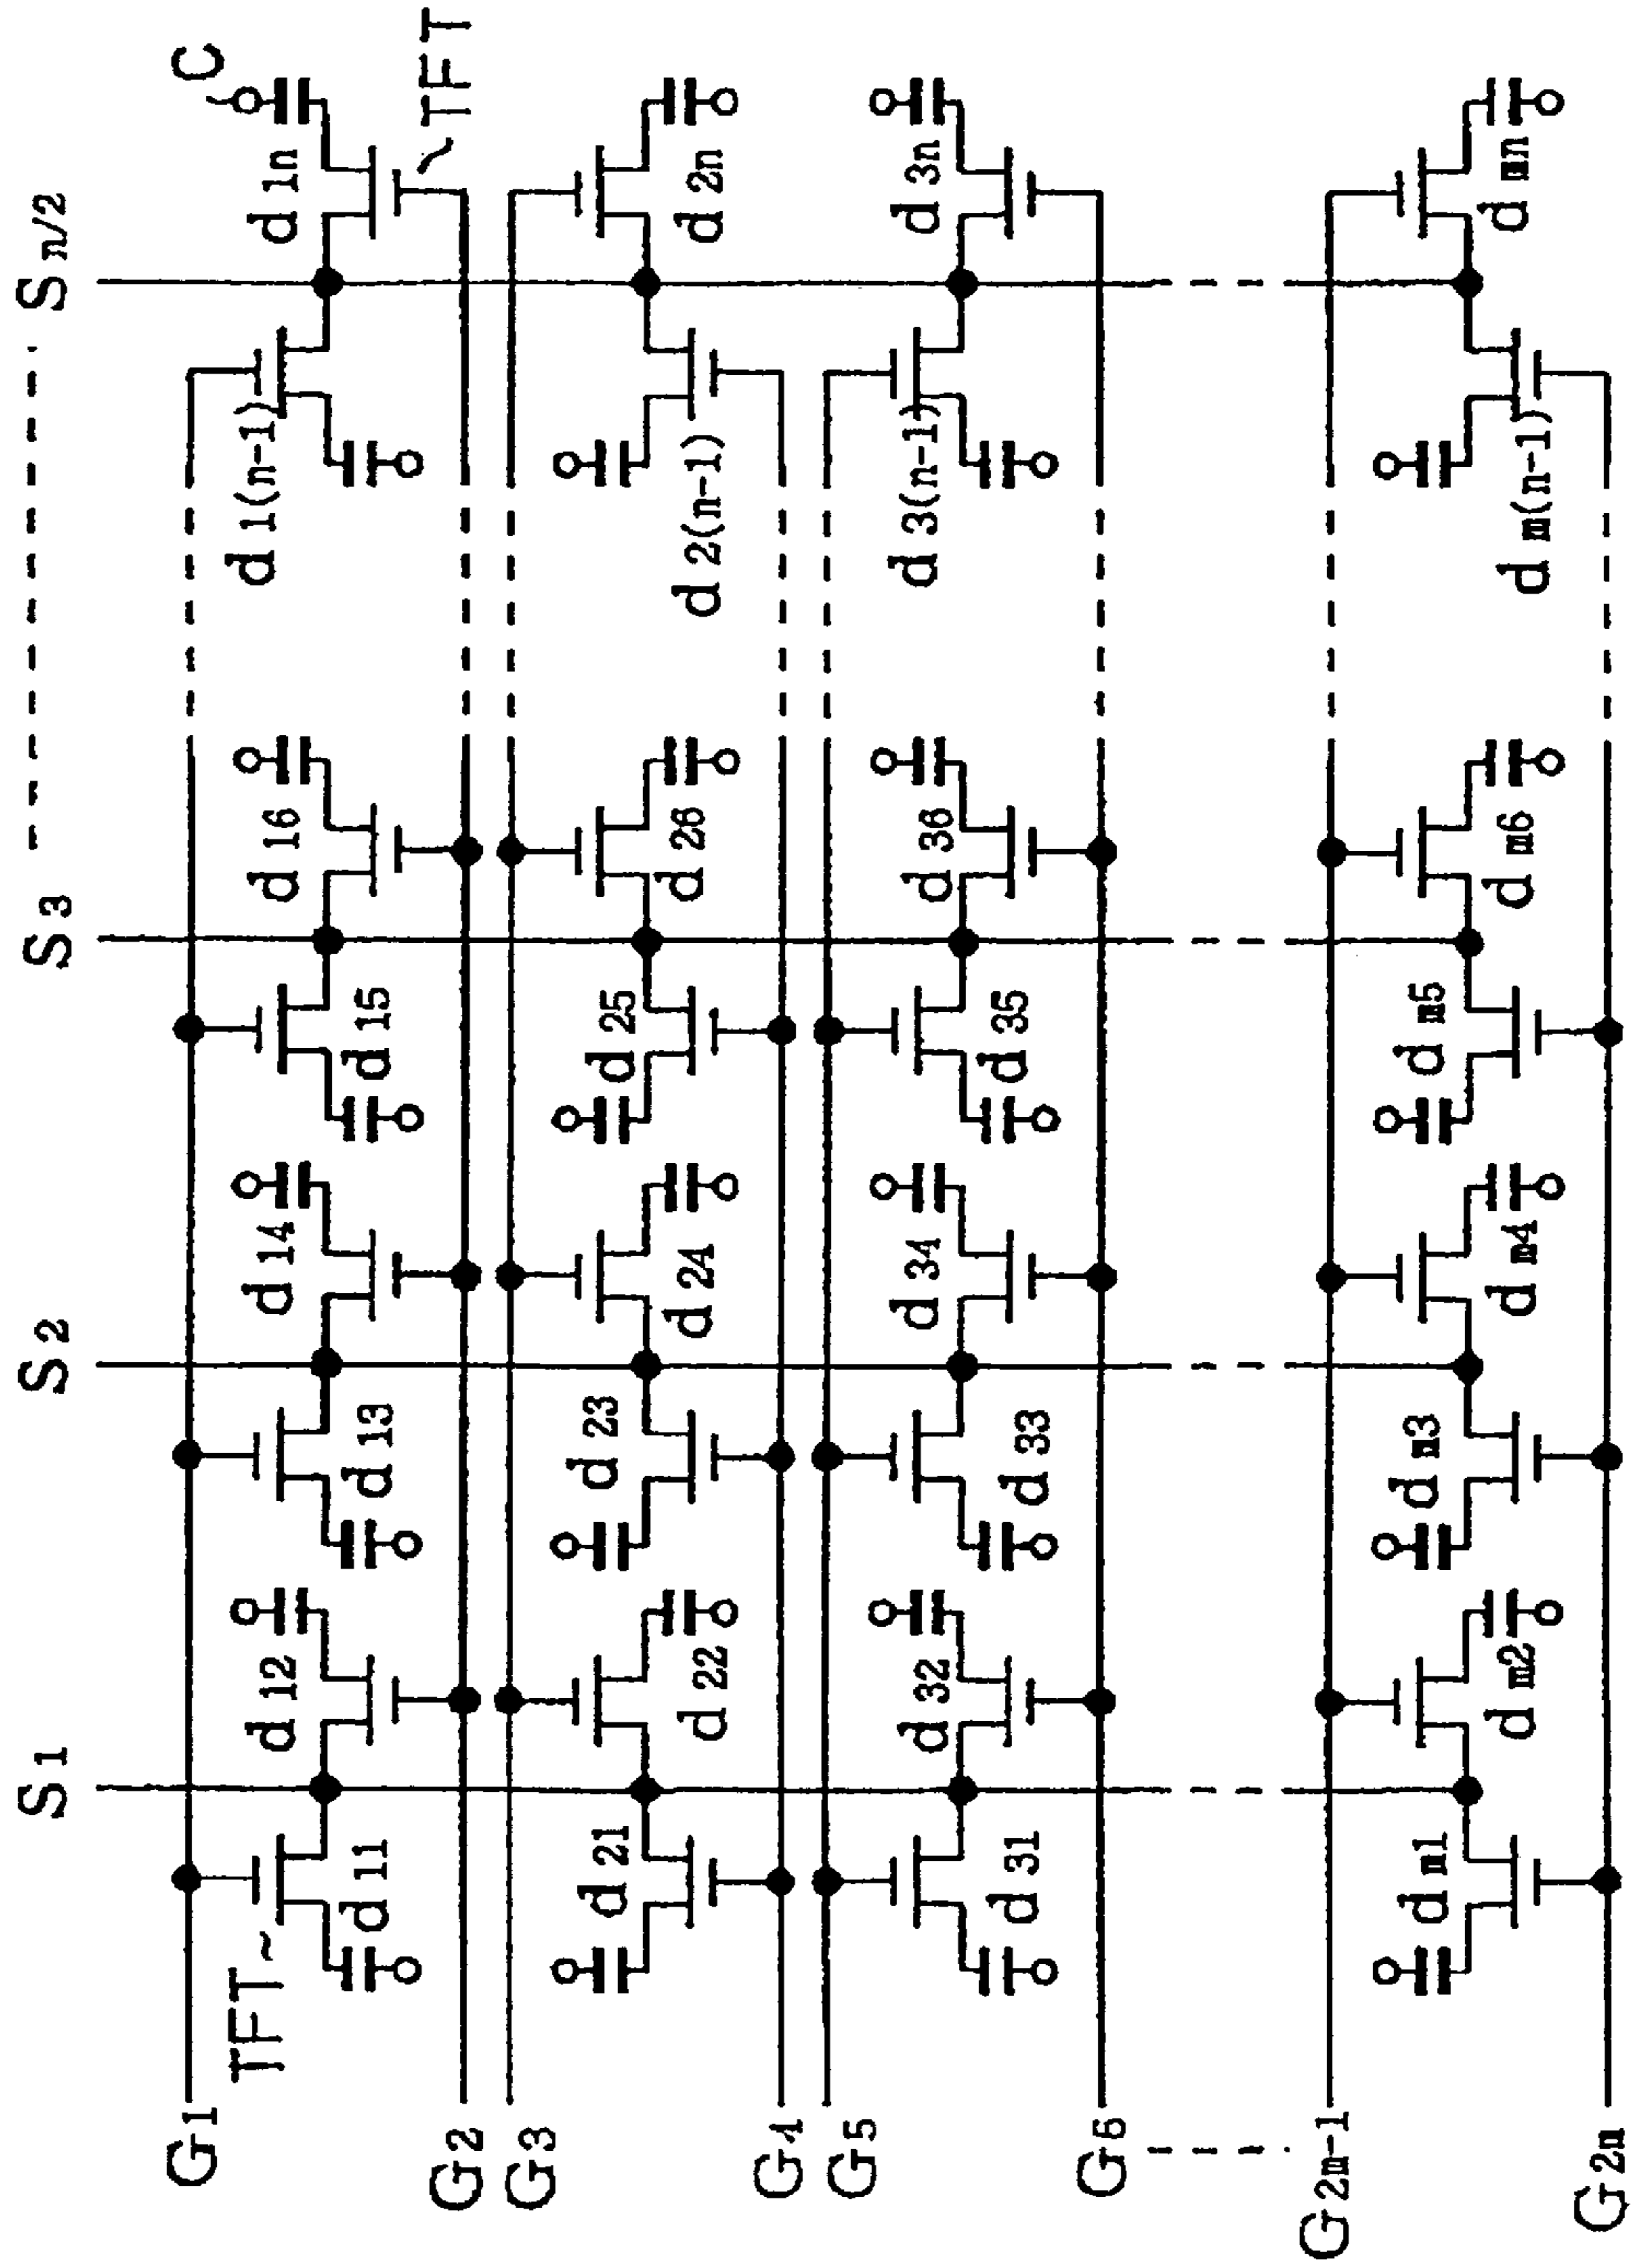 S1 S2 S3 Sn/2
G1
C
TFT
d11 d12 d13 d14 d15 d16 d1(n-1) d1n
TFT
G2
G3
d21 d22 d23 d24 d25 d26 d2(n-1) d2n
G4
G5
d31 d32 d33 d34 d35 d36 d3(n-1) d3n
G6
G2m-1
dm1 dm2 dm3 dm4 dm5 dm6 dm(n-1) dmn
G2m